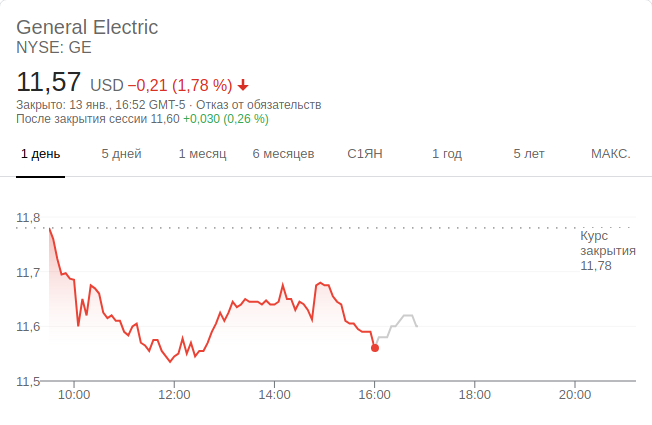 General Electric
NYSE: GE
11,57 USD −0,21 (1,78 %)
Закрыто: 13 янв., 16:52 GMT-5 · Отказ от обязательств
После закрытия сессии 11,60 +0,030 (0,26 %)
1 день 5 дней 1 месяц 6 месяцев С1ЯН 1 год 5 лет МАКС.
11,8
Курс
закрытия
11,78
11,7
11,6
11,5
10:00 12:00 14:00 16:00 18:00 20:00